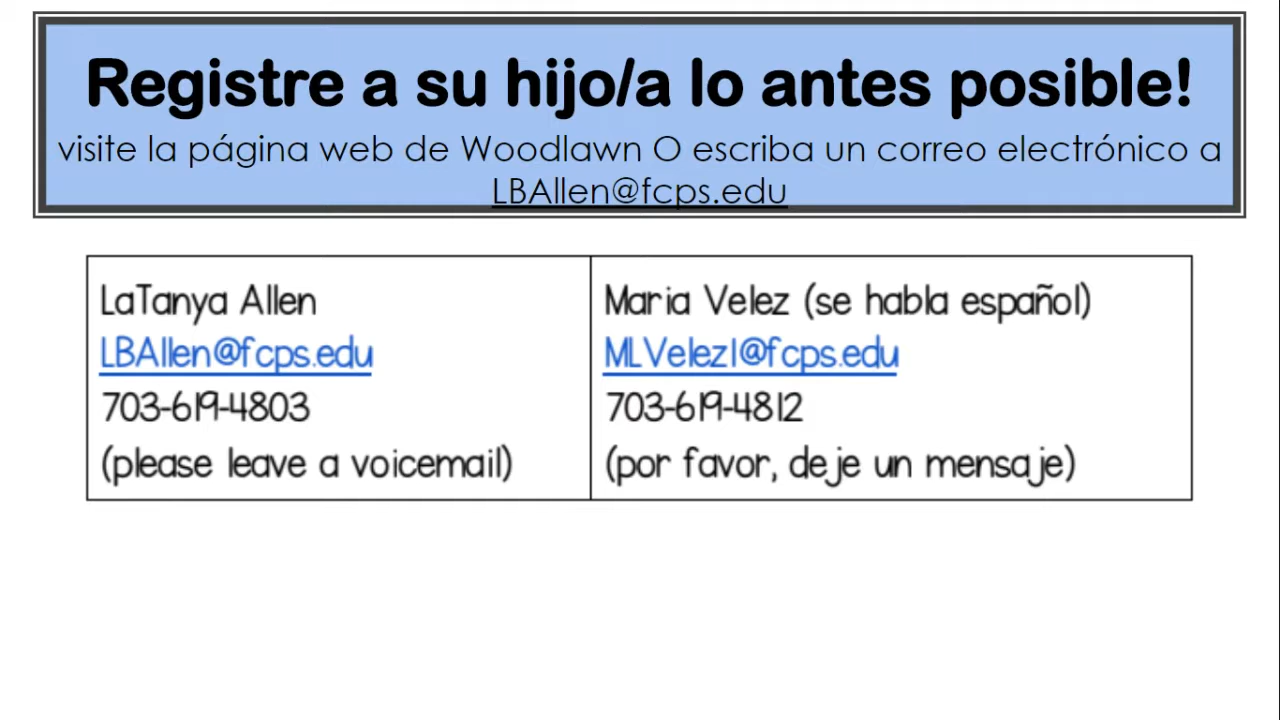 Registre a su hijo/a lo antes posible!
visite la página web de Woodlawn O escriba un correo electrónico a
LBAllen@fcps.edu
LaTanya Allen
LBAllen@fcps.edu
703-619-4803
(please leave a voicemail)
Maria Velez (se habla español)
MLVelez1@fcps.edu
703-619-4812
(por favor, deje un mensaje)